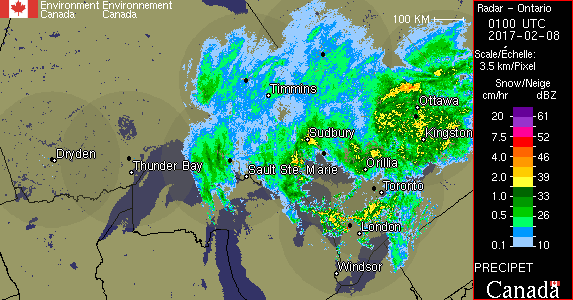 Environment Environnement
Canada Canada
100 KM
Timmins
Ottawa
Sudbury
Kingston
Dryden
Thunder Bay
Sault Ste. Marie
Orillia
Toronto
London
Windsor
Radar - Ontario
0100 UTC
2017-02-08
Scale/Échelle:
3.5 km/Pixel
Snow/Neige
cm/hr dBZ
20 61
7.5 52
4.0 46
2.0 39
1.0 33
0.5 26
0.1 10
PRECIPET
Canada